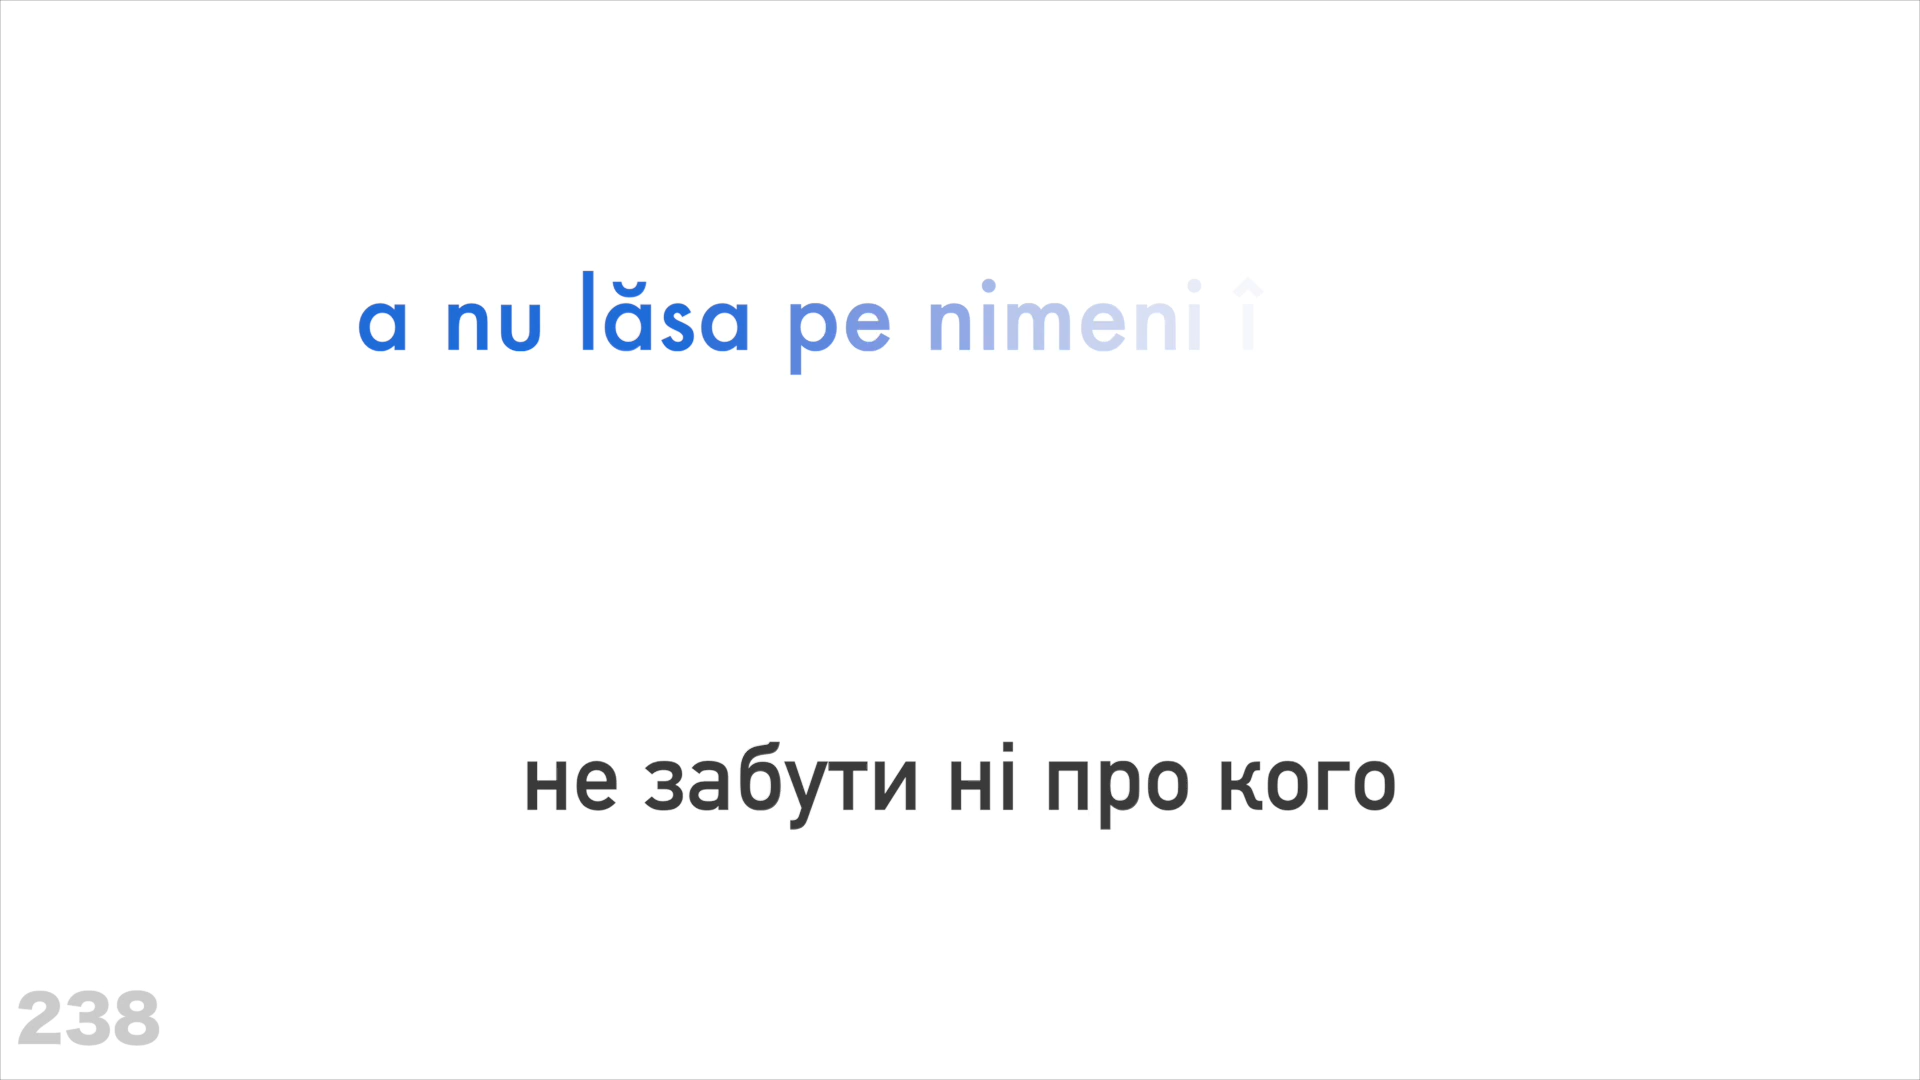 a nu lăsa pe nimeni î
не забути ні про кого
238